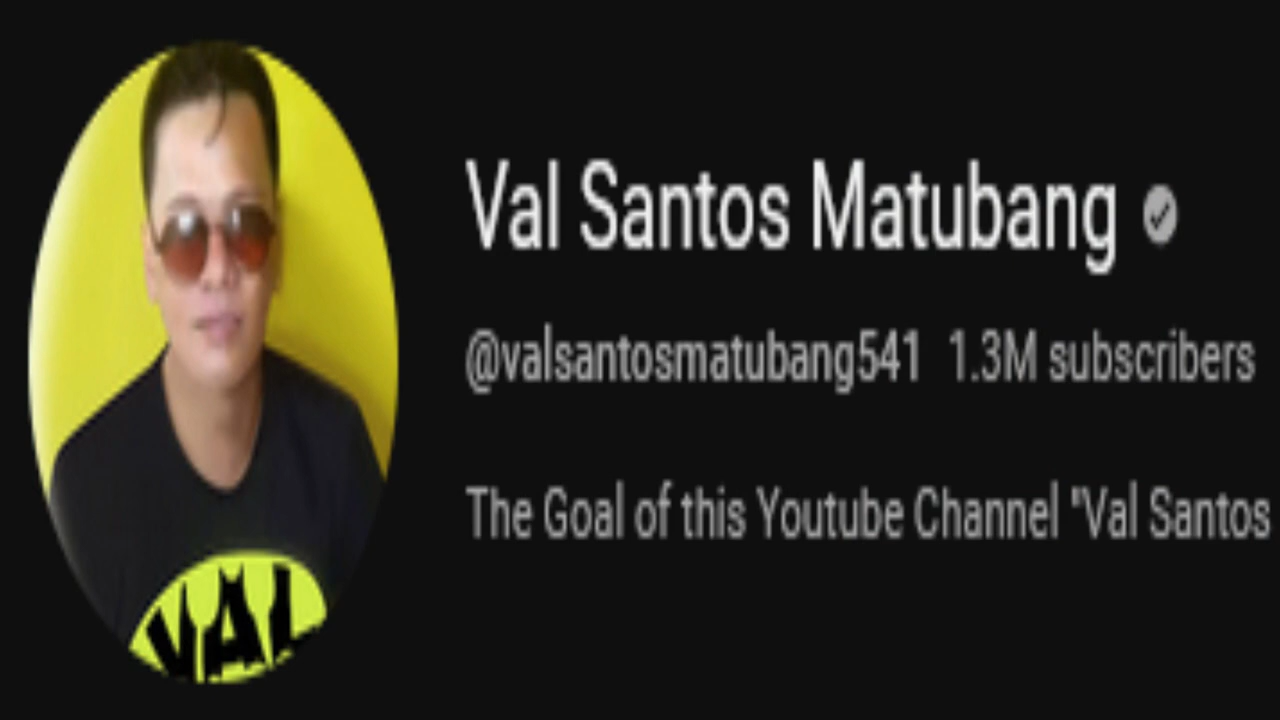 Val Santos Matubang
@valsantosmatubang541 1.3M subscribers
The Goal of this Youtube Channel "Val Santos
VAL